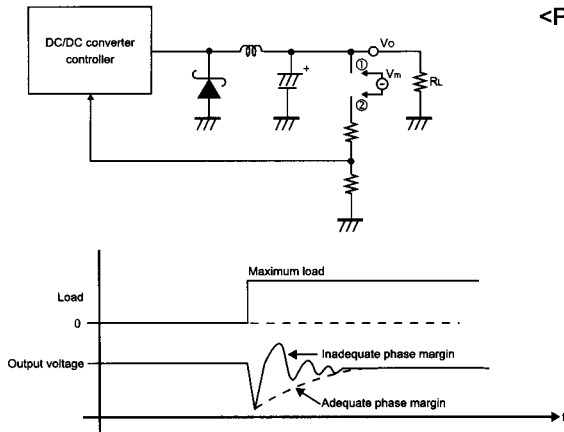 <P
DC/DC converter
controller
Vo
①
Vm
②
RL
Maximum load
Load
0
Inadequate phase margin
Output voltage
Adequate phase margin
t